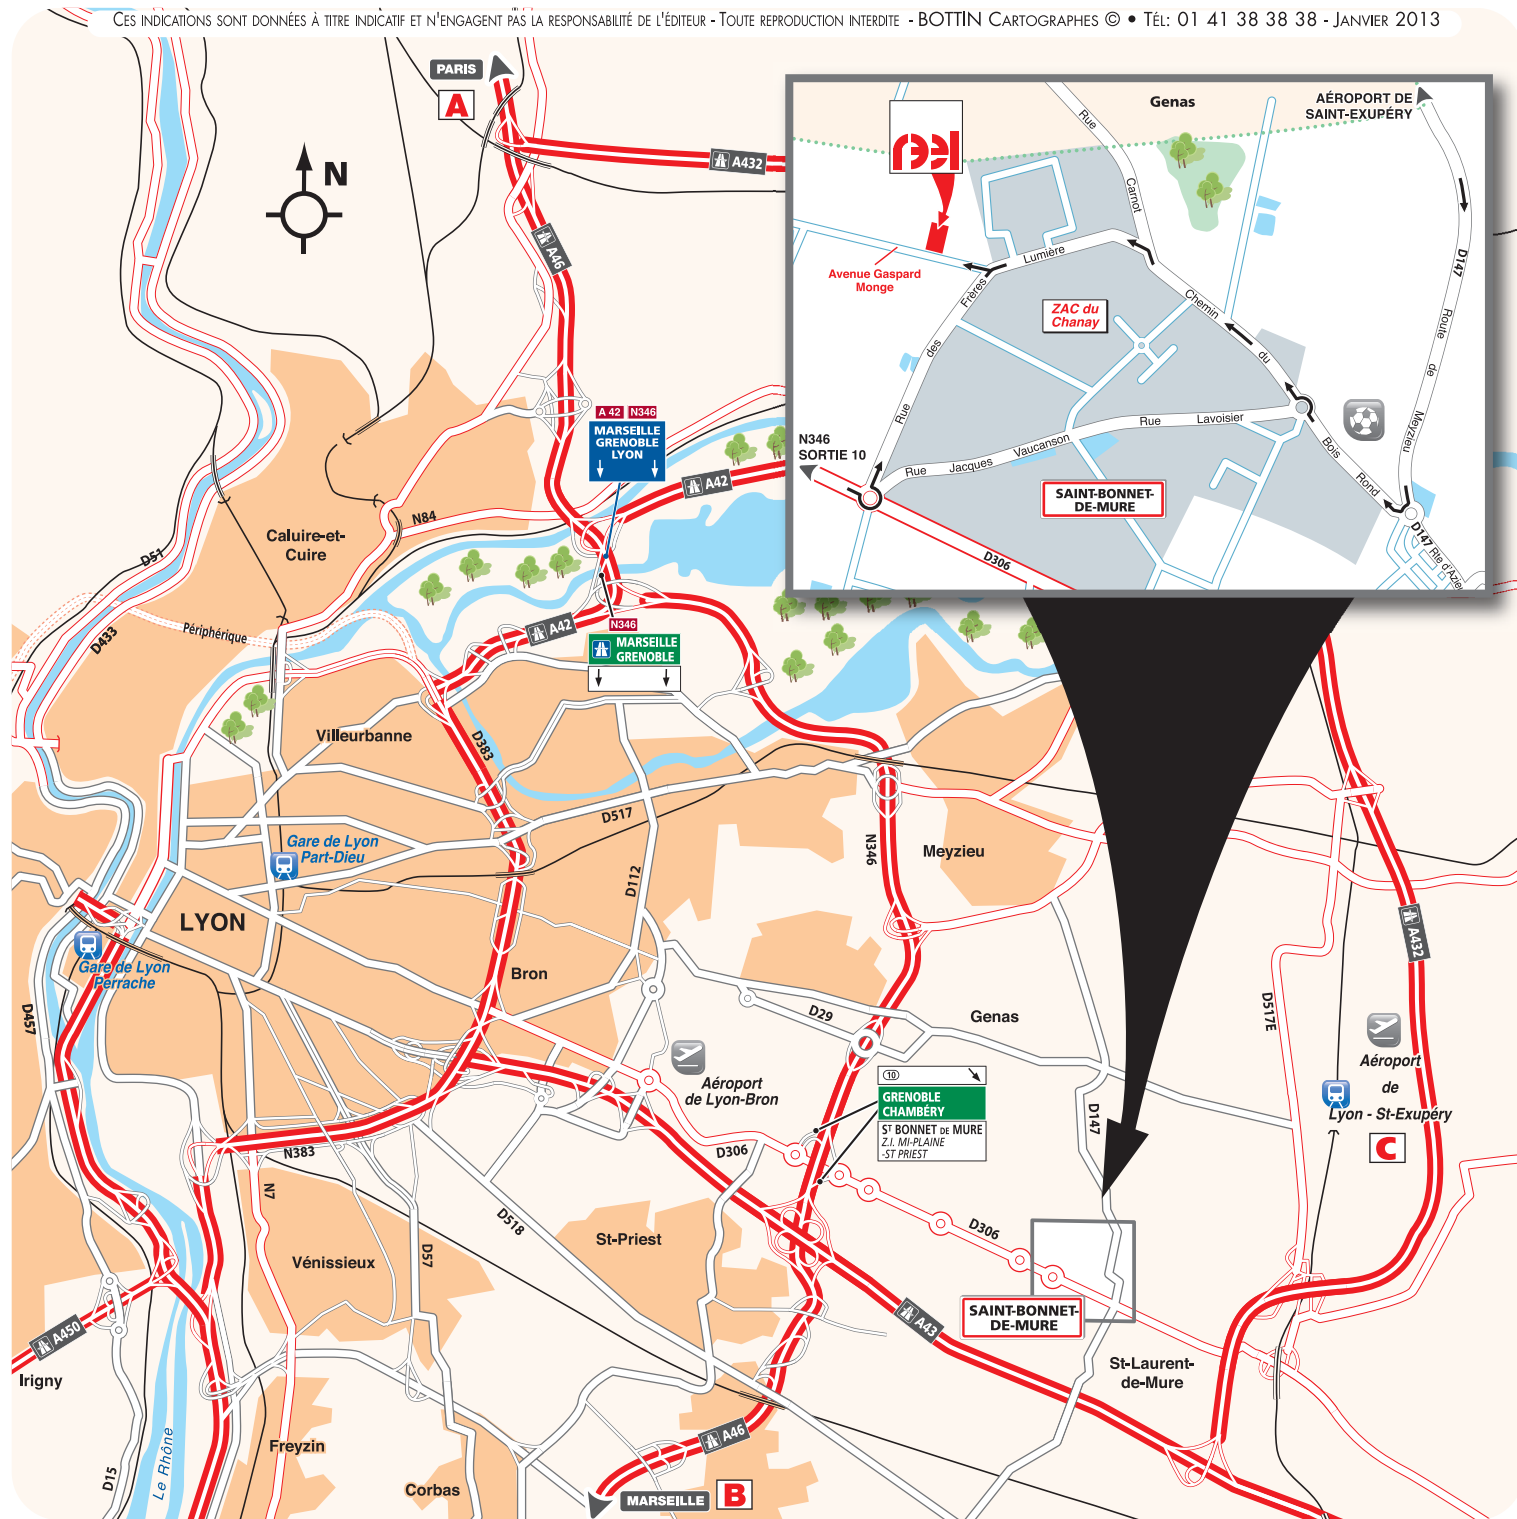 CES INDICATIONS SONT DONNÉES À TITRE INDICATIF ET N'ENGAGENT PAS LA RESPONSABILITÉ DE L'ÉDITEUR - TOUTE REPRODUCTION INTERDITE - BOTTIN CARTOGRAPHES © • TÉL: 01 41 38 38 38 - JANVIER 2013
PARIS
A
N
A432
A46
reel
Genas
AÉROPORT DE
SAINT-EXUPÉRY
Rue
Carnot
Lumière
Frères
des
Rue
Avenue Gaspard
Monge
ZAC du
Chanay
Chemin
du
Bois
Rond
D147
Route
de
Meyzieu
Rue
Lavoisier
Rue
Jacques
Vaucanson
N346
SORTIE 10
SAINT-BONNET-
DE-MURE
D306
D147 Rte d'Azieu
A 42
N346
MARSEILLE
GRENOBLE
LYON
A42
N84
Caluire-et-
Cuire
D51
D433
Périphérique
A42
N346
MARSEILLE
GRENOBLE
Villeurbanne
D383
D517
Gare de Lyon
Part-Dieu
D112
N346
Meyzieu
LYON
A432
Gare de Lyon
Perrache
Bron
D457
D29
Genas
D517E
Aéroport
de Lyon-Bron
10
GRENOBLE
CHAMBÉRY
ST BONNET DE MURE
Z.I. MI-PLAINE
-ST PRIEST
D147
Aéroport
de
Lyon - St-Exupéry
C
N383
D306
N7
D518
D57
St-Priest
D306
Vénissieux
SAINT-BONNET-
DE-MURE
A43
A450
Irigny
St-Laurent-
de-Mure
Freyzin
A46
Le Rhône
D15
Corbas
MARSEILLE
B